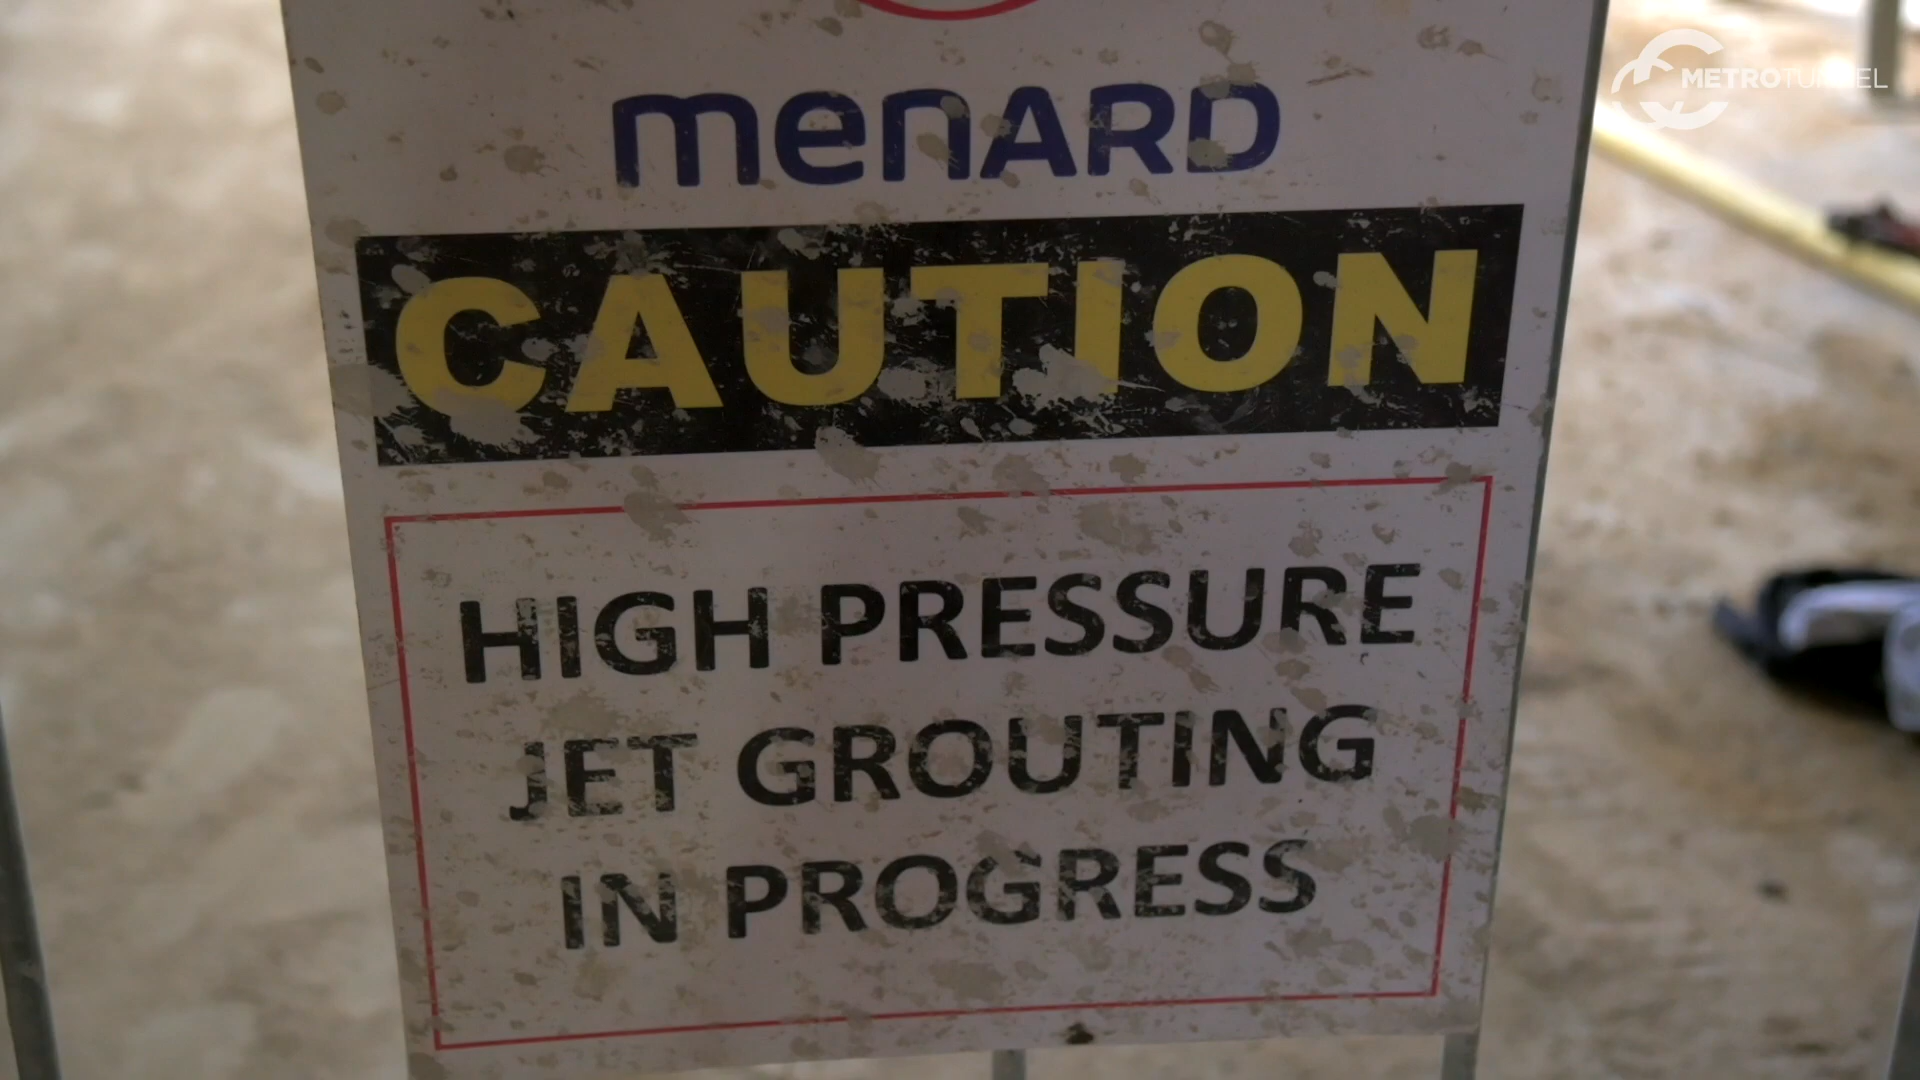 METROTUNNEL
menARD
CAUTION
HIGH PRESSURE
JET GROUTING
IN PROGRESS